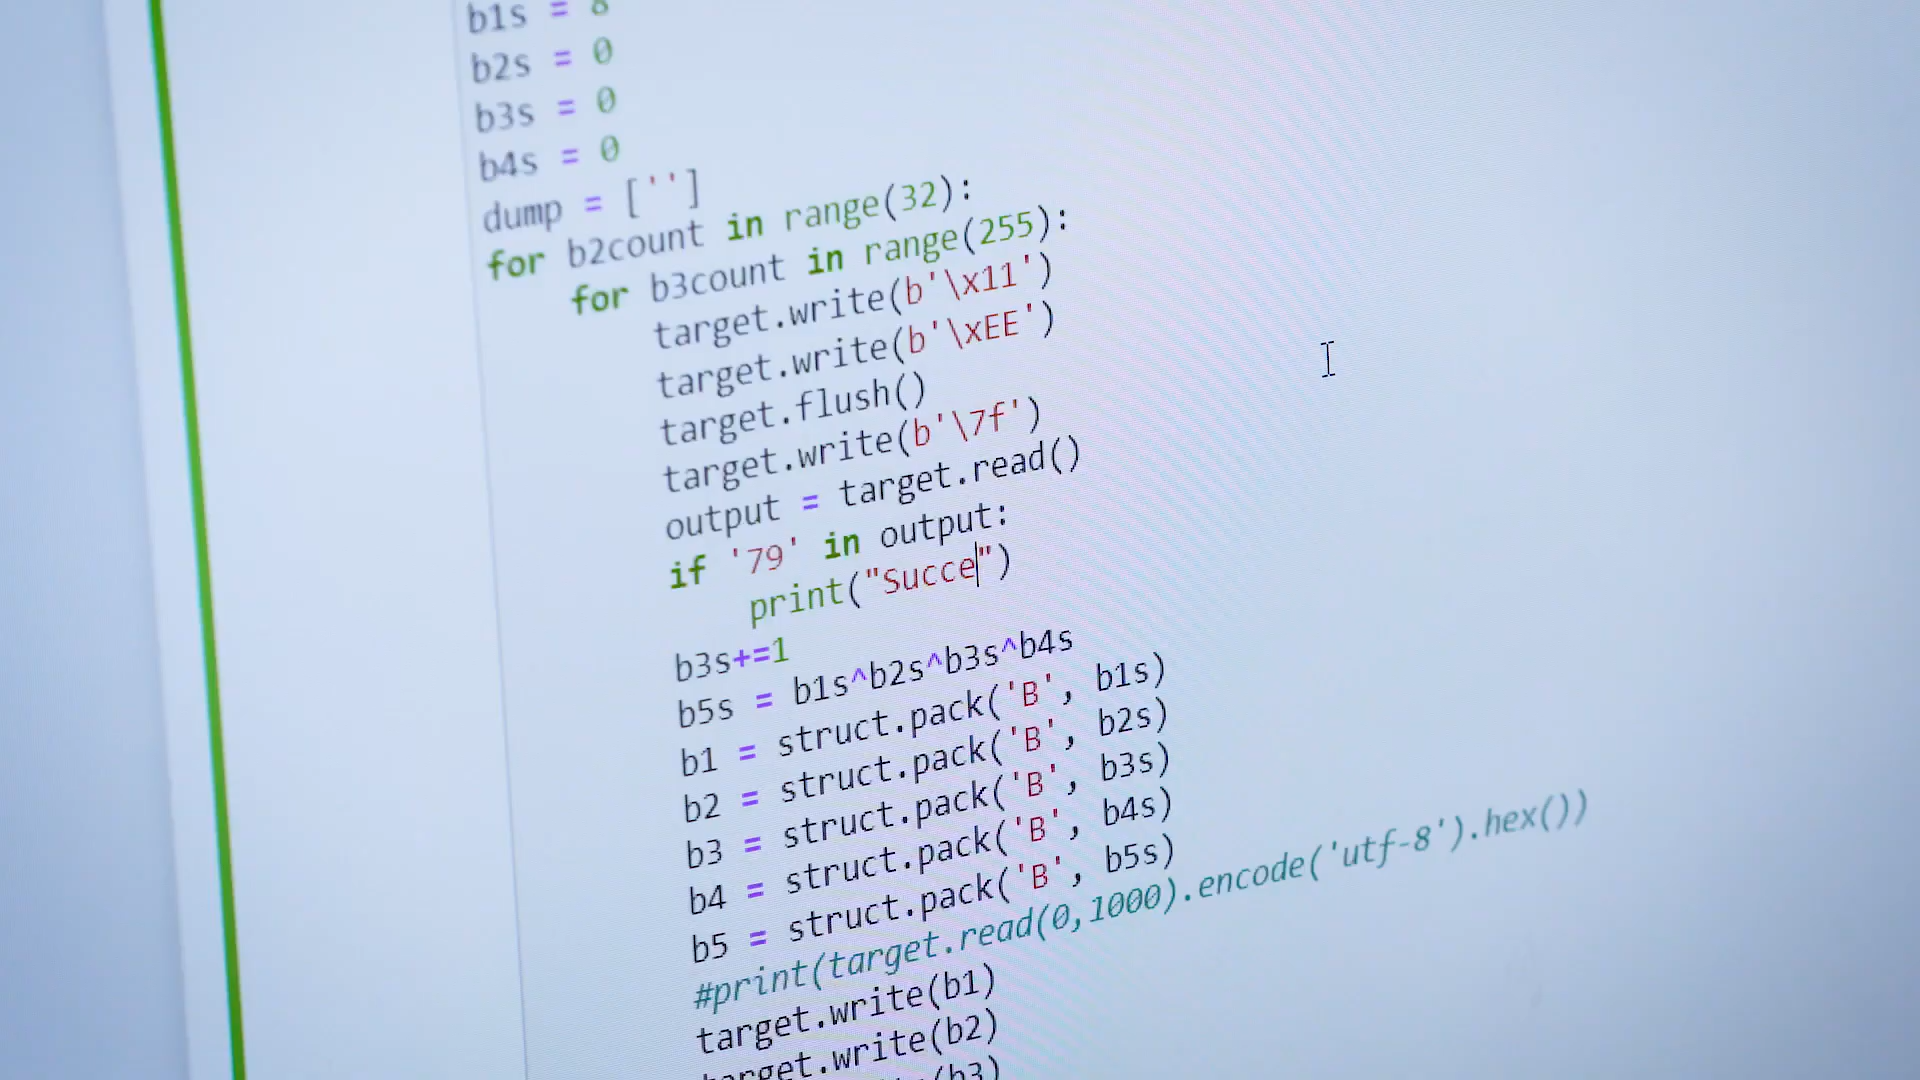 b1s = 8
b2s = 0
b3s = 0
b4s = 0
dump = ['']
for b2count in range(32):
for b3count in range(255):
target.write(b'\x11')
target.write(b'\xEE')
target.flush()
target.write(b'\7f')
output = target.read()
if '79' in output:
print("Succe")
b3s+=1
b5s = b1s^b2s^b3s^b4s
b1 = struct.pack('B', b1s)
b2 = struct.pack('B', b2s)
b3 = struct.pack('B', b3s)
b4 = struct.pack('B', b4s)
b5 = struct.pack('B', b5s)
#print(target.read(0,1000).encode('utf-8').hex())
target.write(b1)
target.write(b2)
(b3)